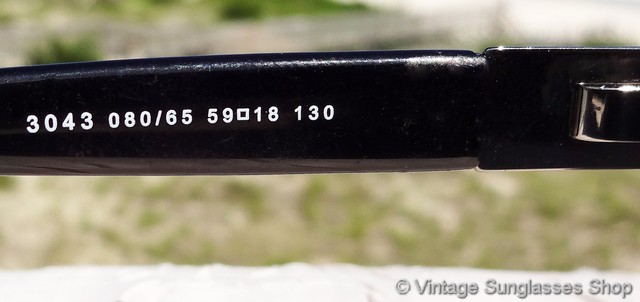 3043 080/65 59□18 130
© Vintage Sunglasses Shop